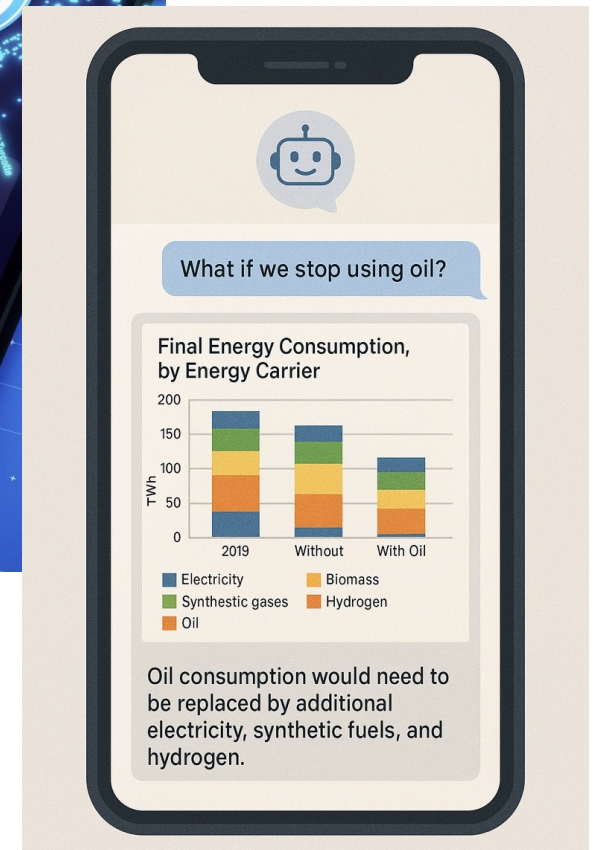 What if we stop using oil?
Final Energy Consumption,
by Energy Carrier
200
150
100
50
0
TWh
2019 Without With Oil
Electricity Biomass
Synthestic gases Hydrogen
Oil
Oil consumption would need to
be replaced by additional
electricity, synthetic fuels, and
hydrogen.